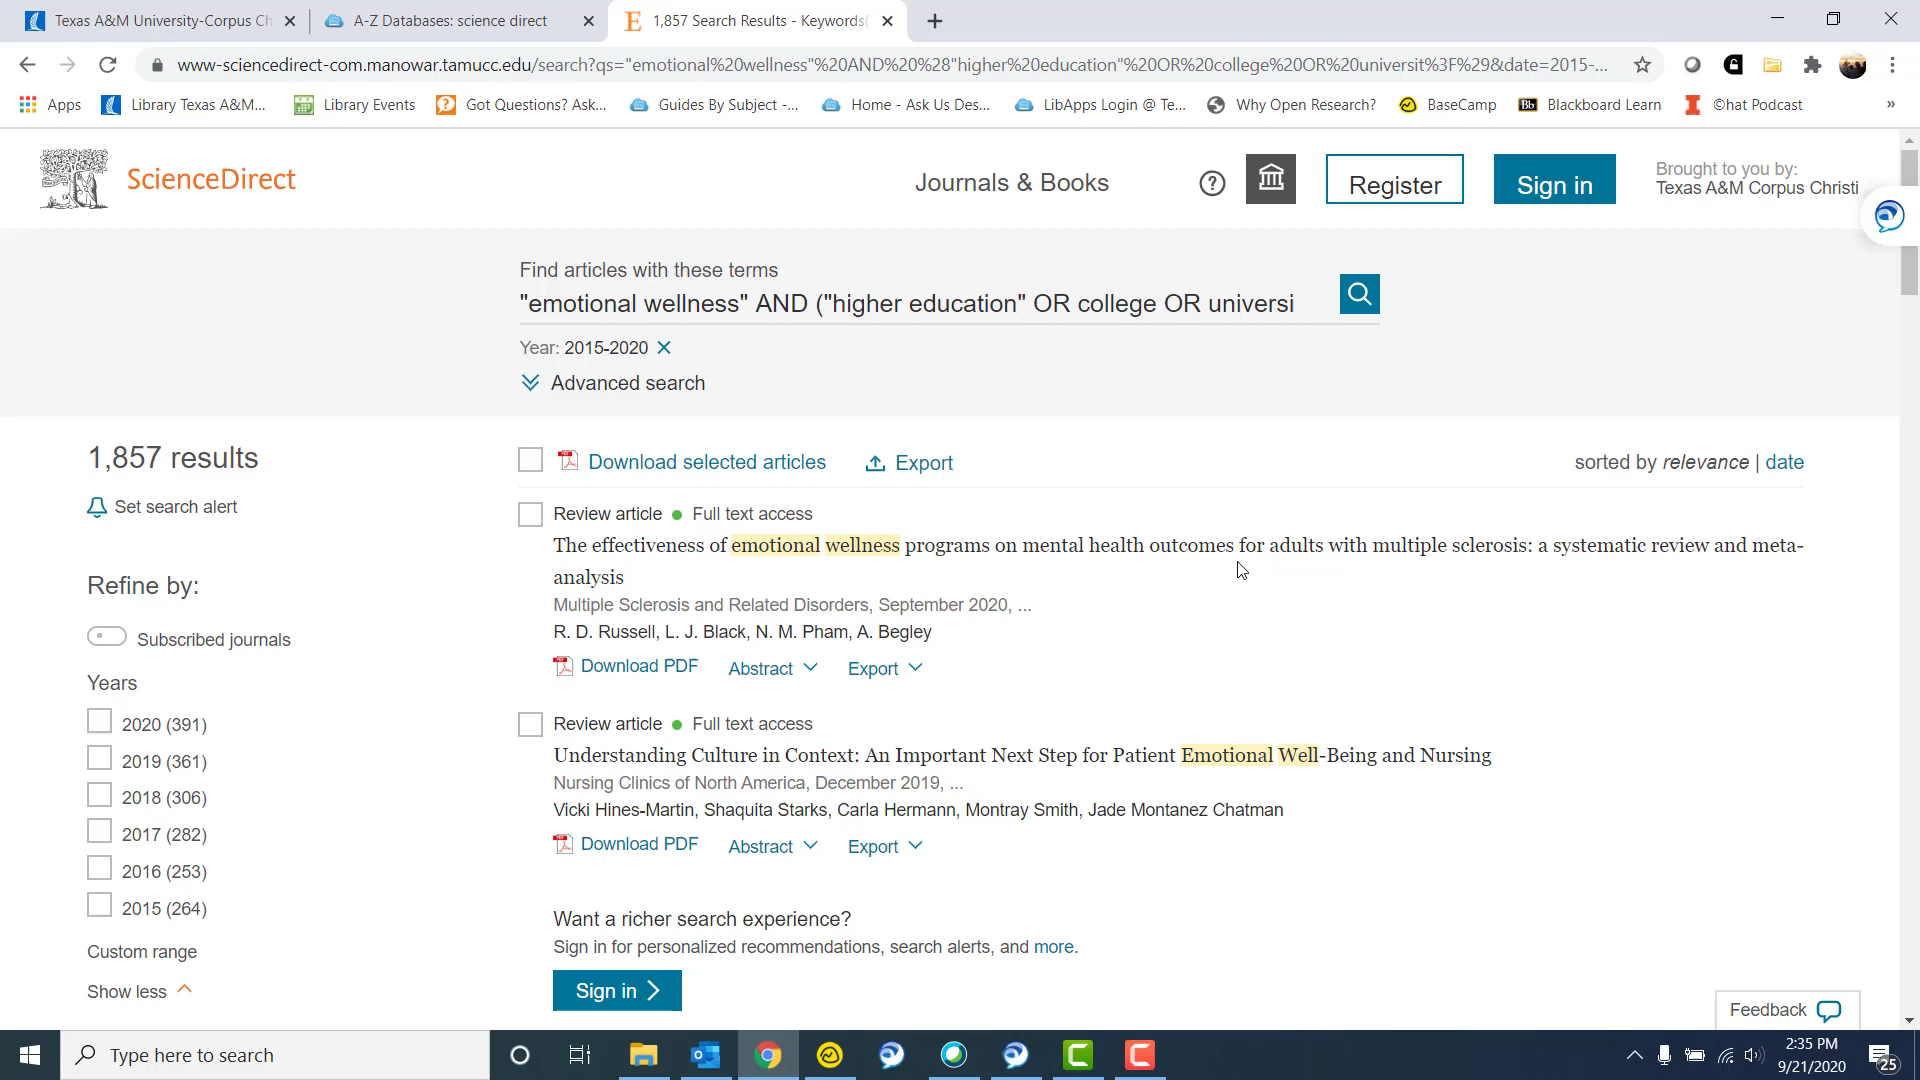 Texas A&M University-Corpus Ch
A-Z Databases: science direct
1,857 Search Results - Keywords(
www-sciencedirect-com.manowar.tamucc.edu/search?qs="emotional%20wellness"%20AND%20%28"higher%20education"%20OR%20college%20OR%20universit%3F%29&date=2015-...
Apps
Library Texas A&M...
Library Events
Got Questions? Ask...
Guides By Subject -...
Home - Ask Us Des...
LibApps Login @ Te...
Why Open Research?
BaseCamp
Bb Blackboard Learn
©hat Podcast
»
ScienceDirect
Journals & Books
?
Register
Sign in
Brought to you by:
Texas A&M Corpus Christi
Find articles with these terms
"emotional wellness" AND ("higher education" OR college OR universi
Year: 2015-2020
Advanced search
1,857 results
Set search alert
Refine by:
Subscribed journals
Years
2020 (391)
2019 (361)
2018 (306)
2017 (282)
2016 (253)
2015 (264)
Custom range
Show less
Download selected articles
Export
sorted by relevance | date
Review article Full text access
The effectiveness of emotional wellness programs on mental health outcomes for adults with multiple sclerosis: a systematic review and meta-
analysis
Multiple Sclerosis and Related Disorders, September 2020, ...
R. D. Russell, L. J. Black, N. M. Pham, A. Begley
Download PDF Abstract Export
Review article Full text access
Understanding Culture in Context: An Important Next Step for Patient Emotional Well-Being and Nursing
Nursing Clinics of North America, December 2019, ...
Vicki Hines-Martin, Shaquita Starks, Carla Hermann, Montray Smith, Jade Montanez Chatman
Download PDF Abstract Export
Want a richer search experience?
Sign in for personalized recommendations, search alerts, and more.
Sign in
Feedback
Type here to search
2:35 PM
9/21/2020
25